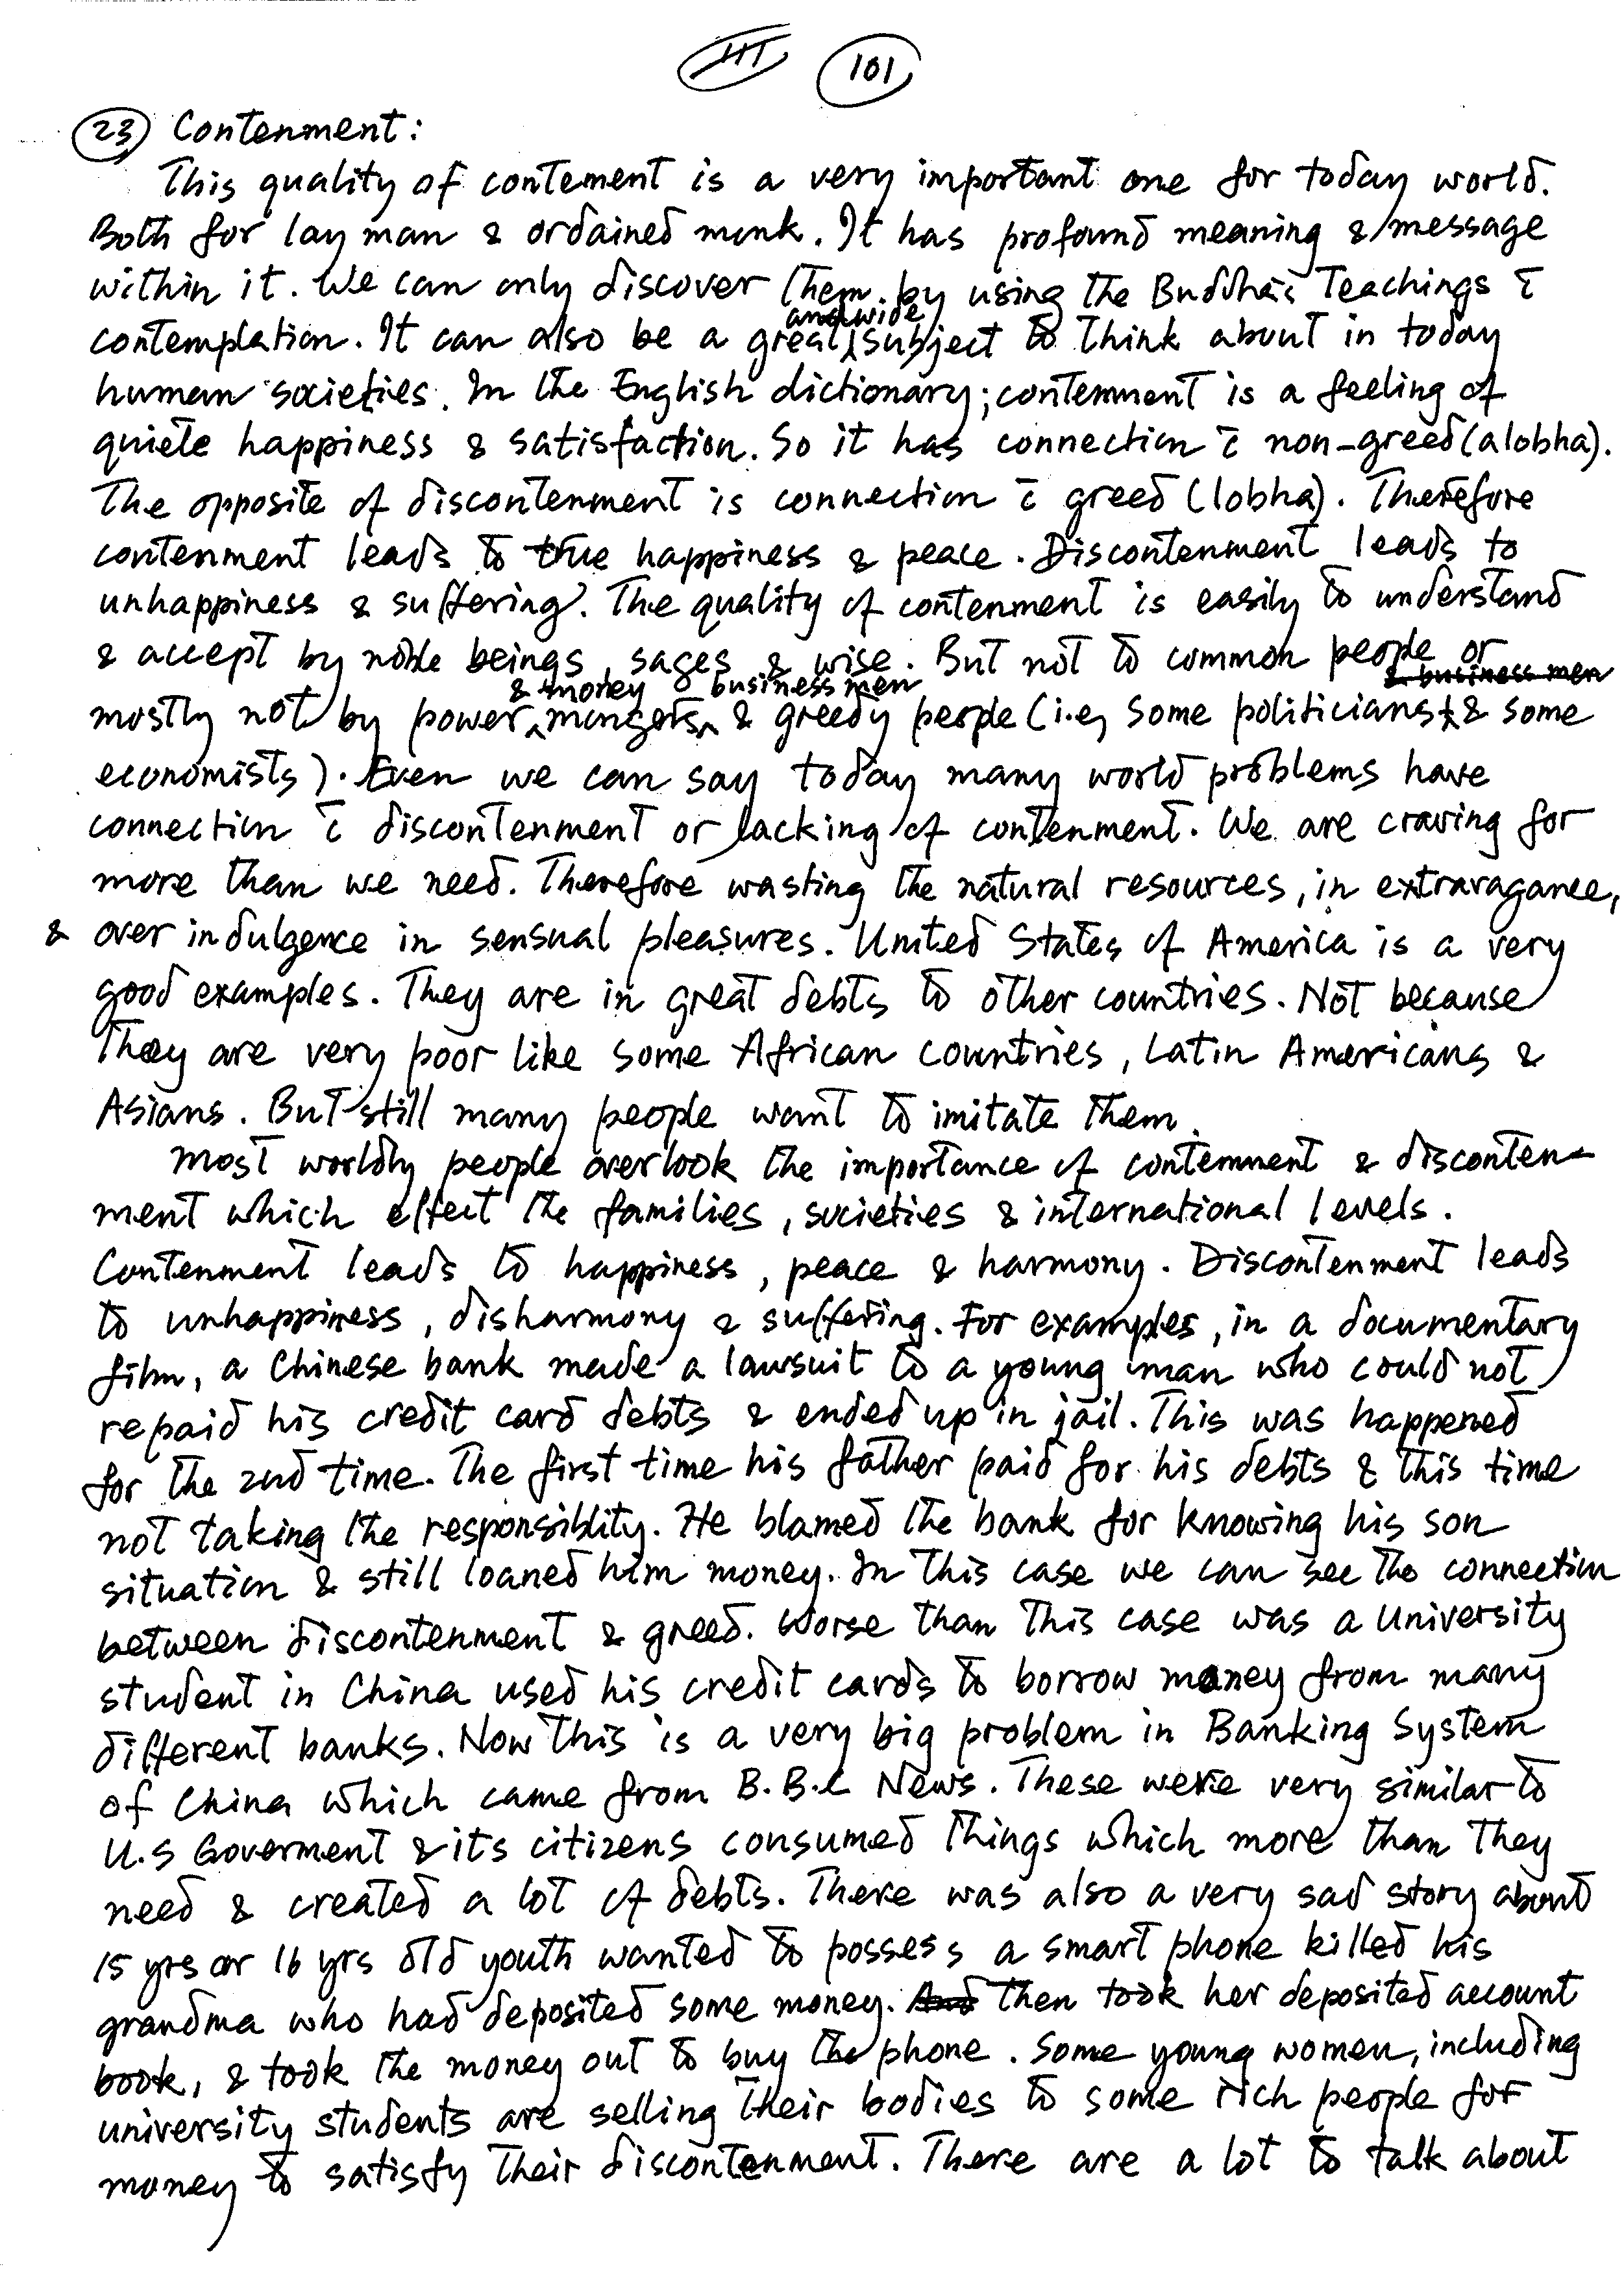 III 101
23) Contenment:
This quality of contement is a very important one for today world.
Both for lay man & ordained monk. It has profound meaning & message
within it. We can only discover them by using the Buddha's Teachings c̄
contemplation. It can also be a great and wide subject to think about in today
human societies. In the English dictionary; contenment is a feeling of
quiete happiness & satisfaction. So it has connection c̄ non-greed (alobha).
The opposite of discontenment is connection c̄ greed (lobha). Therefore
contenment leads to true happiness & peace. Discontenment leads to
unhappiness & suffering. The quality of contenment is easily to understand
& accept by noble beings, sages & wise. But not to common people or
mostly not by power & money mongers, business men & greedy people (i.e, some politicians & some
economists). Even we can say today many world problems have
connection c̄ discontenment or lacking of contenment. We are craving for
more than we need. Therefore wasting the natural resources, in extravagance,
& over indulgence in sensual pleasures. United States of America is a very
good examples. They are in great debts to other countries. Not because
They are very poor like some African countries, Latin Americans &
Asians. But still many people want to imitate them.
Most worldly people overlook the importance of contenment & disconten-
ment which effect the families, societies & international levels.
Contenment leads to happiness, peace & harmony. Discontenment leads
to unhappiness, disharmony & suffering. For examples, in a documentary
film, a Chinese bank made a lawsuit to a young man who could not
repaid his credit card debts & ended up in jail. This was happened
for the 2nd time. The first time his father paid for his debts & this time
not taking the responsiblity. He blamed the bank for knowing his son
situation & still loaned him money. In this case we can see the connection
between discontenment & greed. Worse than this case was a university
student in China used his credit cards to borrow money from many
different banks. Now this is a very big problem in Banking System
of China which came from B.B.C News. These were very similar to
U.S Goverment & its citizens consumed things which more than they
need & created a lot of debts. There was also a very sad story about
15 yrs or 16 yrs old youth wanted to possess a smart phone killed his
grandma who had deposited some money. Then took her deposited account
book, & took the money out to buy the phone. Some young women, including
university students are selling their bodies to some rich people for
money to satisfy their discontenment. There are a lot to talk about